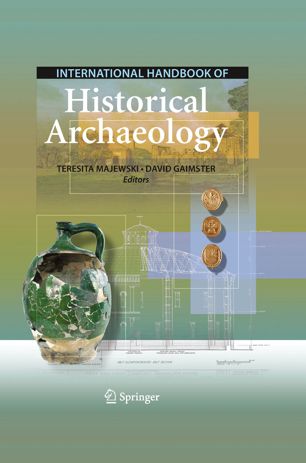 INTERNATIONAL HANDBOOK OF
Historical
Archaeology
TERESITA MAJEWSKI • DAVID GAIMSTER
Editors
Springer